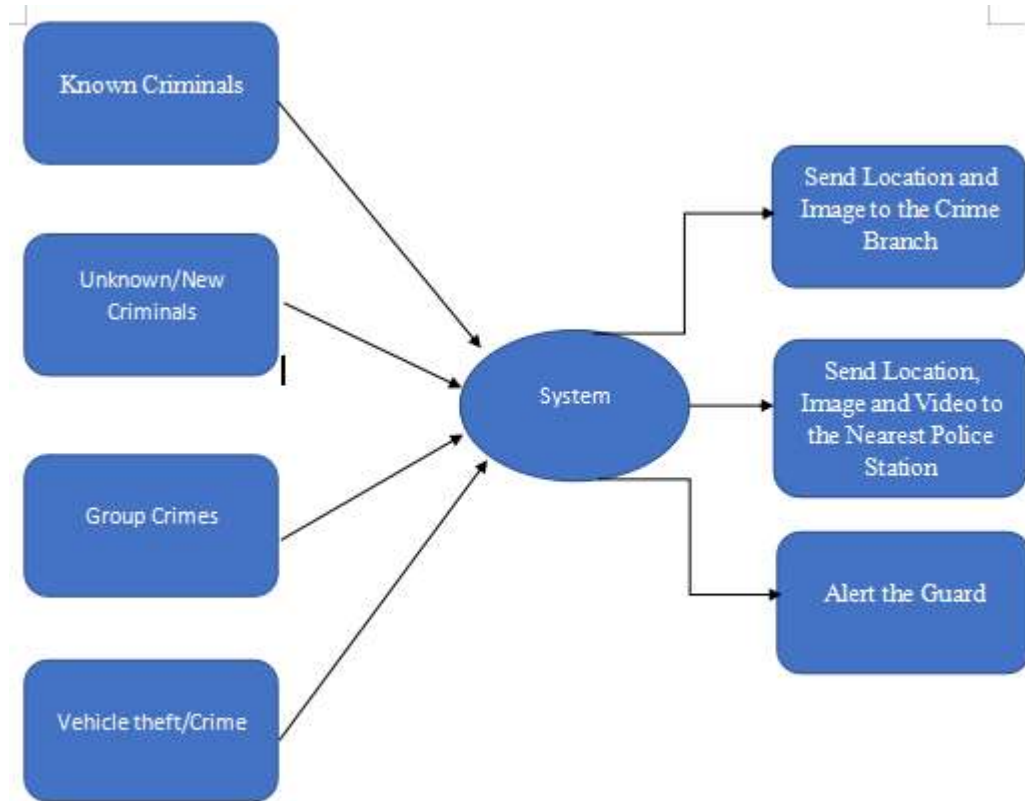 Known Criminals
Unknown/New
Criminals
Group Crimes
Vehicle theft/Crime
System
Send Location and
Image to the Crime
Branch
Send Location,
Image and Video to
the Nearest Police
Station
Alert the Guard